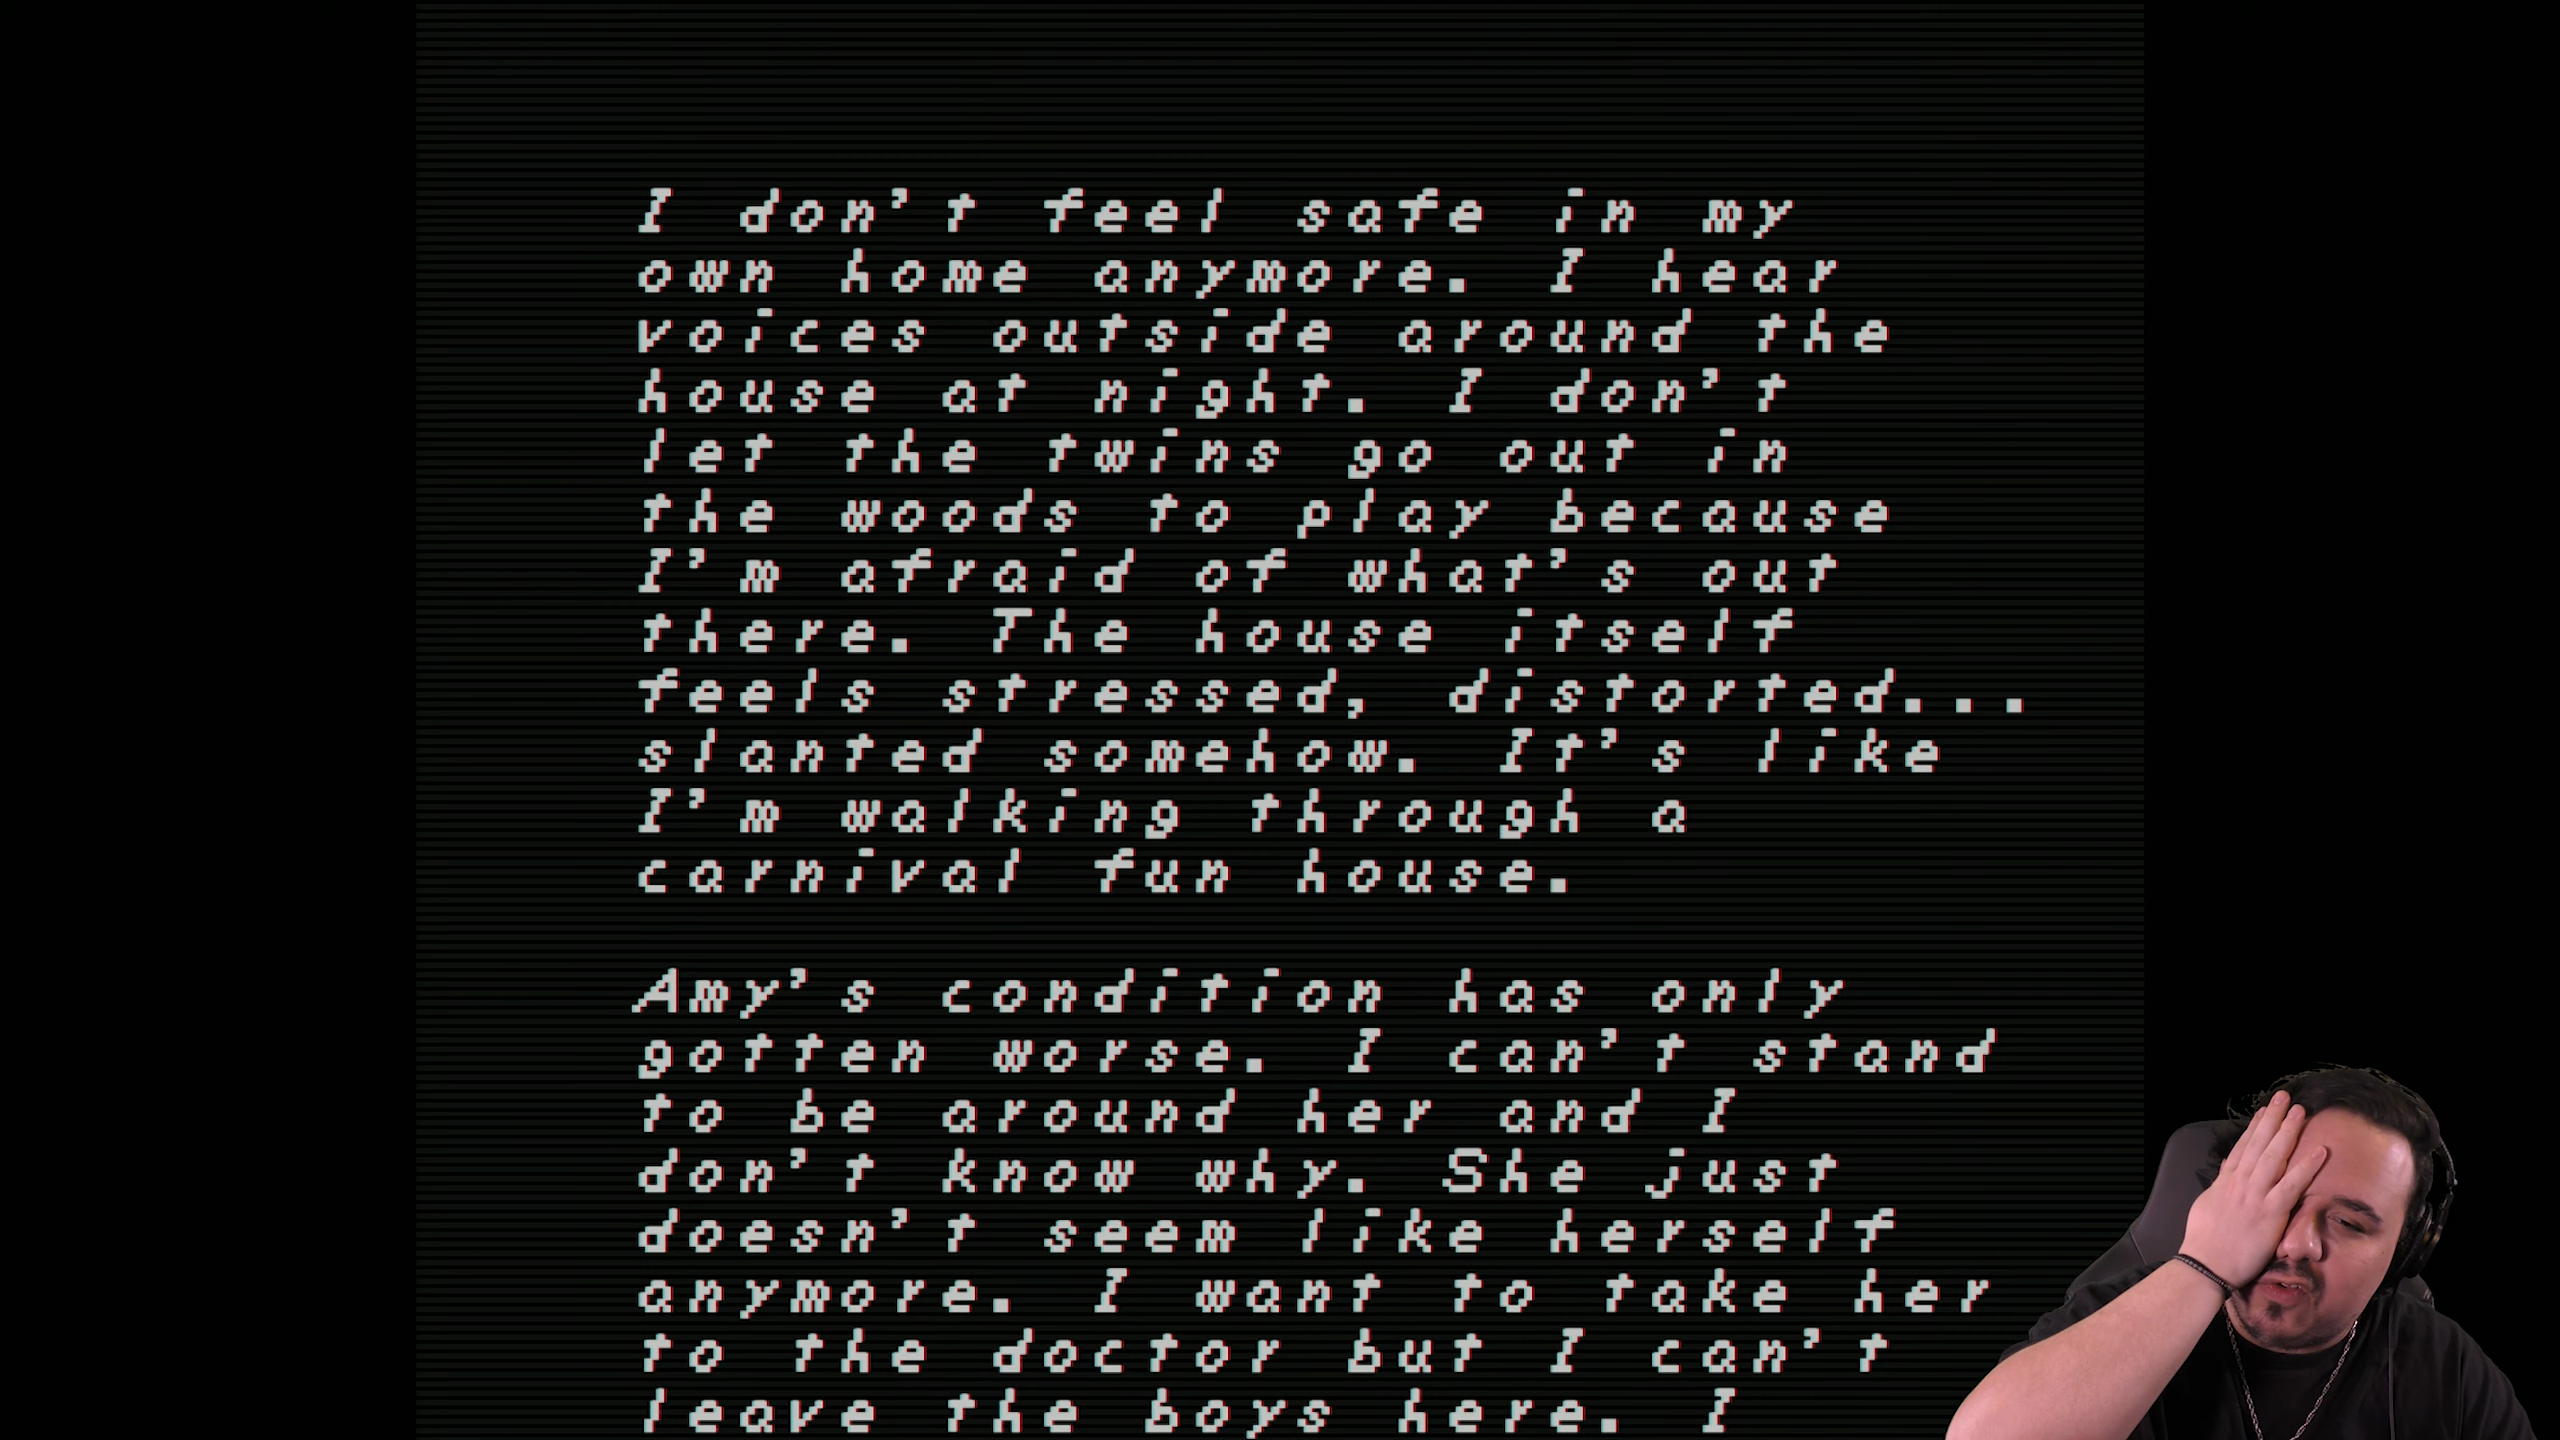 I don't feel safe in my
own home anymore. I hear
voices outside around the
house at night. I don't
let the twins go out in
the woods to play because
I'm afraid of what's out
there. The house itself
feels stressed, distorted...
slanted somehow. It's like
I'm walking through a
carnival fun house.
Amy's condition has only
gotten worse. I can't stand
to be around her and I
don't know why. She just
doesn't seem like herself
anymore. I want to take her
to the doctor but I can't
leave the boys here. I